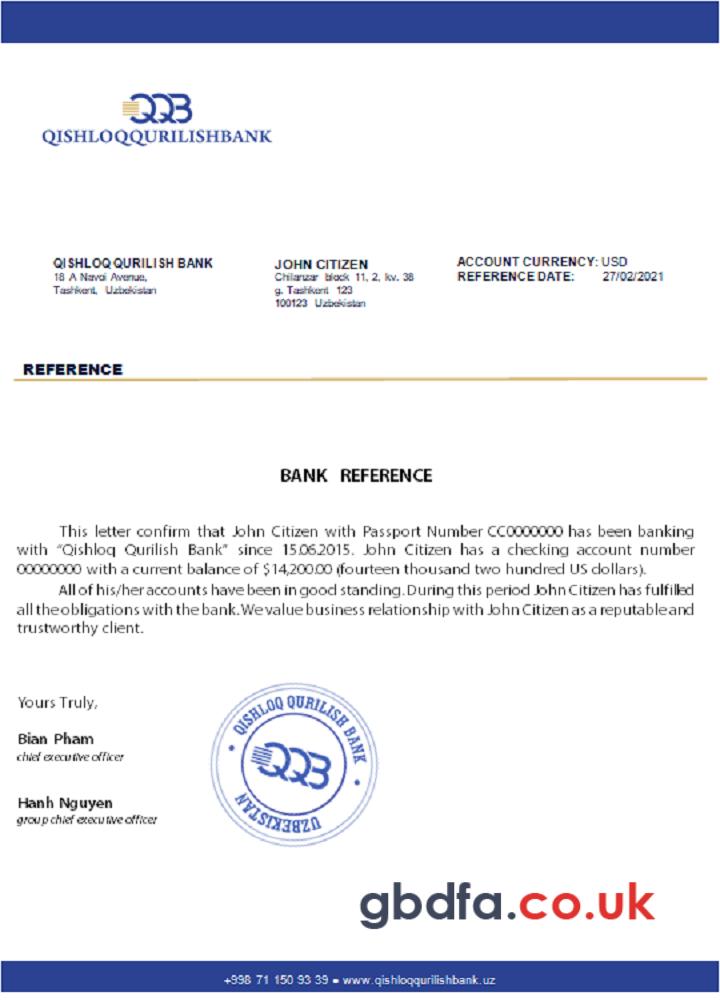 QQB
QISHLOQQURILISHBANK
QISHLOQ QURILISH BANK
18 A Navoi Avenue,
Tashkent, Uzbekistan
JOHN CITIZEN
Chilanzar block 11, 2, kv. 38
g. Tashkent 123
100123 Uzbekistan
ACCOUNT CURRENCY: USD
REFERENCE DATE: 27/02/2021
REFERENCE
BANK REFERENCE
This letter confirm that John Citizen with Passport Number CC0000000 has been banking
with “Qishloq Qurilish Bank” since 15.06.2015. John Citizen has a checking account number
00000000 with a current balance of $14,200.00 (fourteen thousand two hundred US dollars).
All of his/her accounts have been in good standing. During this period John Citizen has fulfilled
all the obligations with the bank. We value business relationship with John Citizen as a reputable and
trustworthy client.
Yours Truly,
Bian Pham
chief executive officer
Hanh Nguyen
group chief executive officer
QISHLOQ QURILISH BANK
QQB
UZBEKISTAN
gbdfa.co.uk
+998 71 150 93 39 • www.qishloqqurilishbank.uz